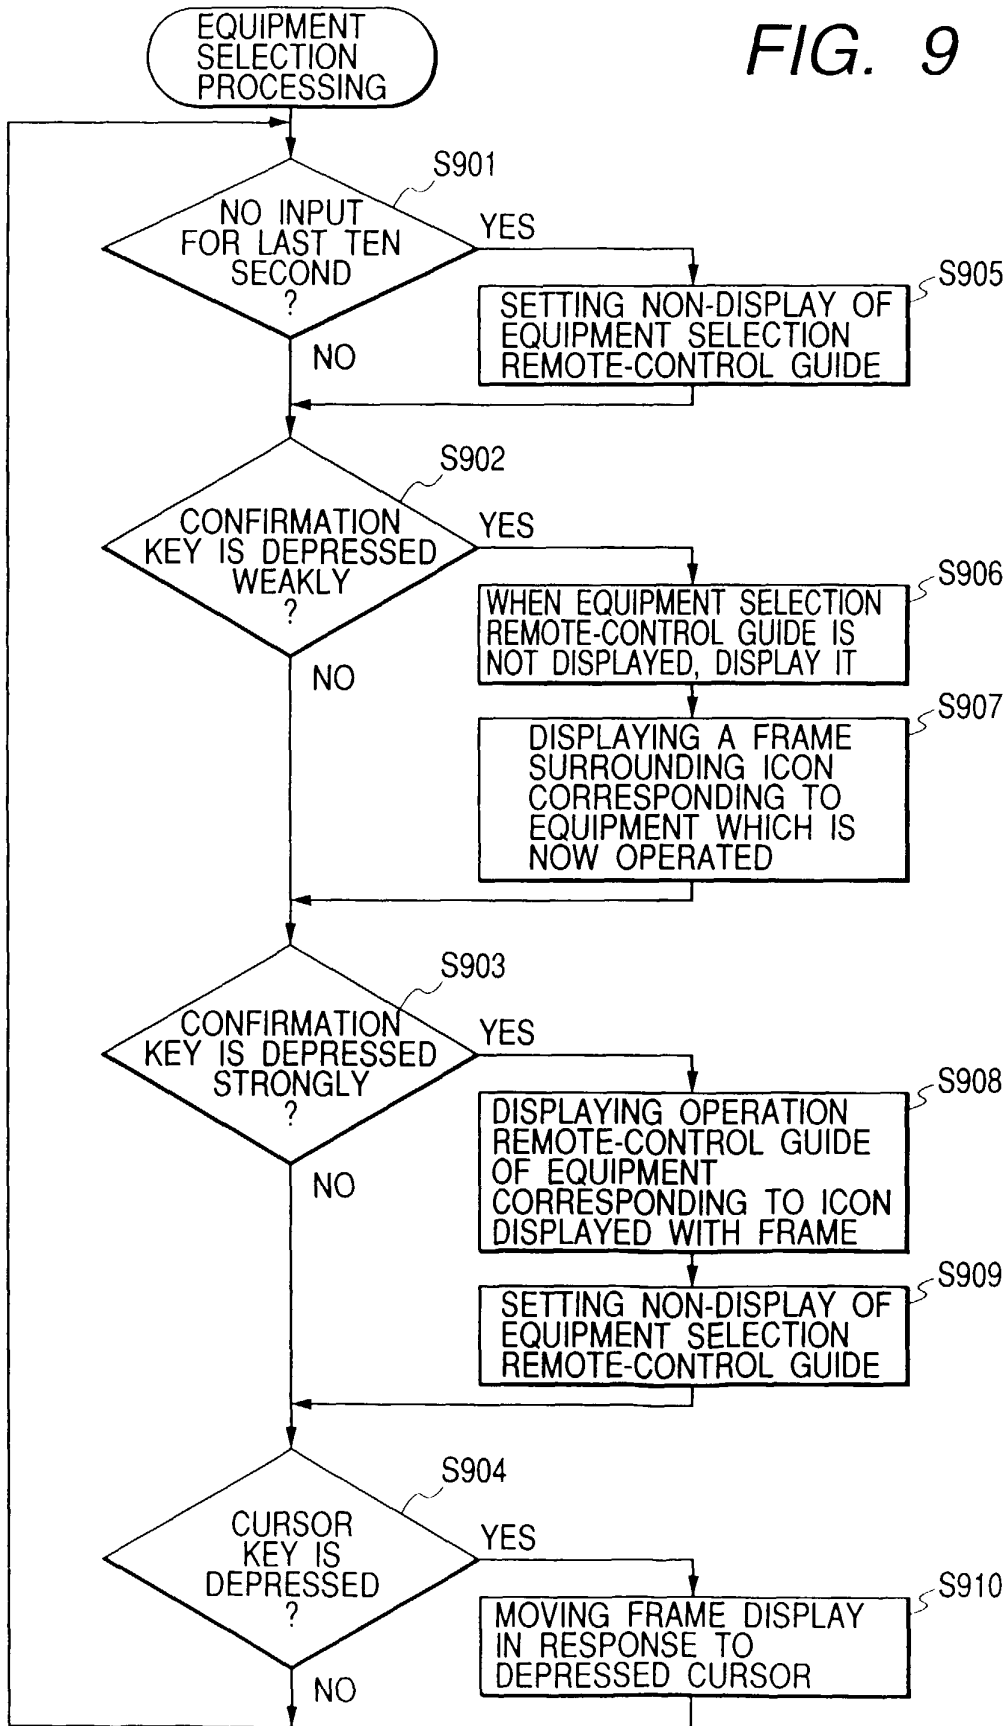 EQUIPMENT
SELECTION
PROCESSING
FIG. 9
S901
NO INPUT
FOR LAST TEN
SECOND
?
YES
NO
S905
SETTING NON-DISPLAY OF
EQUIPMENT SELECTION
REMOTE-CONTROL GUIDE
S902
CONFIRMATION
KEY IS DEPRESSED
WEAKLY
?
YES
NO
S906
WHEN EQUIPMENT SELECTION
REMOTE-CONTROL GUIDE IS
NOT DISPLAYED, DISPLAY IT
S907
DISPLAYING A FRAME
SURROUNDING ICON
CORRESPONDING TO
EQUIPMENT WHICH IS
NOW OPERATED
S903
CONFIRMATION
KEY IS DEPRESSED
STRONGLY
?
YES
NO
S908
DISPLAYING OPERATION
REMOTE-CONTROL GUIDE
OF EQUIPMENT
CORRESPONDING TO ICON
DISPLAYED WITH FRAME
S909
SETTING NON-DISPLAY OF
EQUIPMENT SELECTION
REMOTE-CONTROL GUIDE
S904
CURSOR
KEY IS
DEPRESSED
?
YES
NO
S910
MOVING FRAME DISPLAY
IN RESPONSE TO
DEPRESSED CURSOR